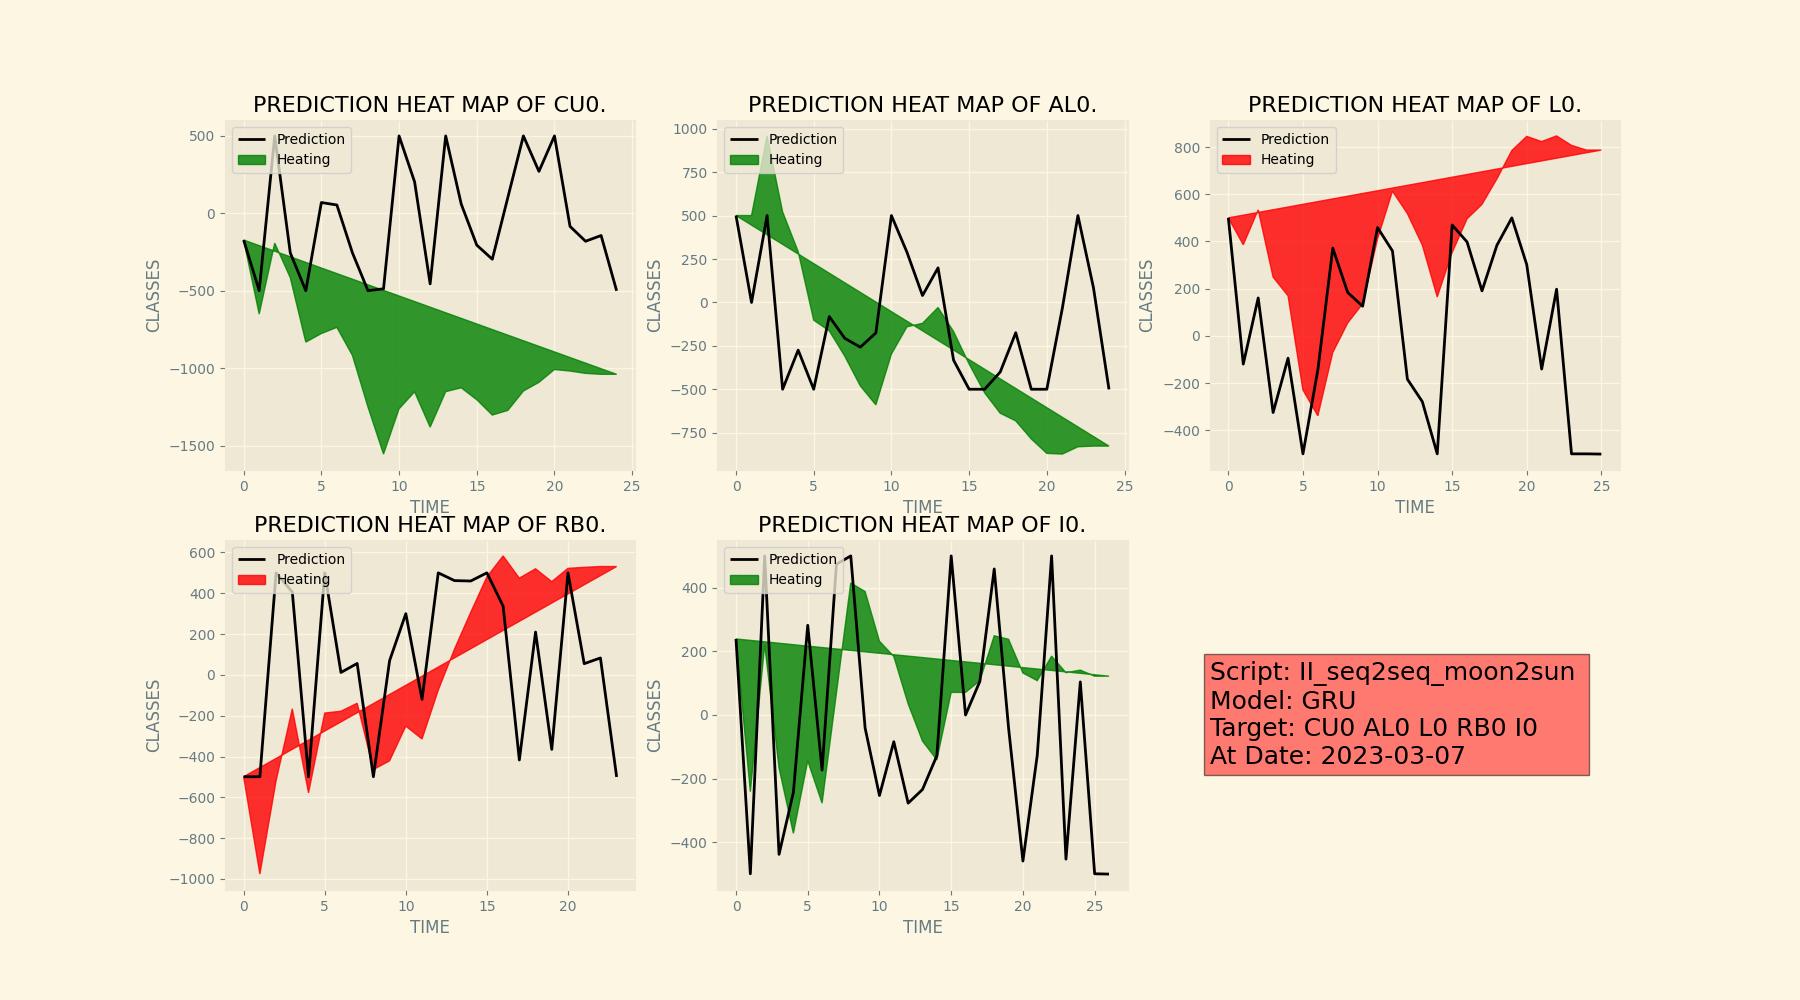 PREDICTION HEAT MAP OF CU0.
Prediction
Heating
500
0
−500
−1000
−1500
CLASSES
0 5 10 15 20 25
TIME
PREDICTION HEAT MAP OF AL0.
Prediction
Heating
1000
750
500
250
0
−250
−500
−750
CLASSES
0 5 10 15 20 25
TIME
PREDICTION HEAT MAP OF L0.
Prediction
Heating
800
600
400
200
0
−200
−400
CLASSES
0 5 10 15 20 25
TIME
PREDICTION HEAT MAP OF RB0.
Prediction
Heating
600
400
200
0
−200
−400
−600
−800
−1000
CLASSES
0 5 10 15 20
TIME
PREDICTION HEAT MAP OF I0.
Prediction
Heating
400
200
0
−200
−400
CLASSES
0 5 10 15 20 25
TIME
Script: II_seq2seq_moon2sun
Model: GRU
Target: CU0 AL0 L0 RB0 I0
At Date: 2023-03-07